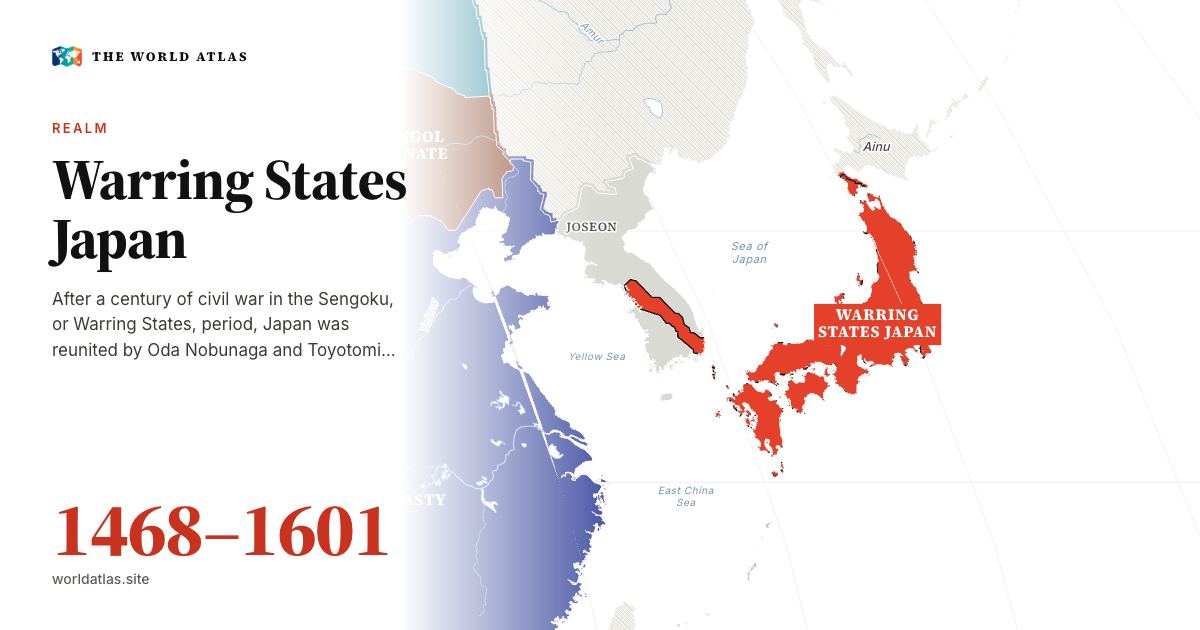 THE WORLD ATLAS
REALM
Warring States
Japan
After a century of civil war in the Sengoku,
or Warring States, period, Japan was
reunited by Oda Nobunaga and Toyotomi…
1468–1601
worldatlas.site
Amur
Ainu
JOSEON
Sea of
Japan
WARRING
STATES JAPAN
Yellow Sea
East China
Sea